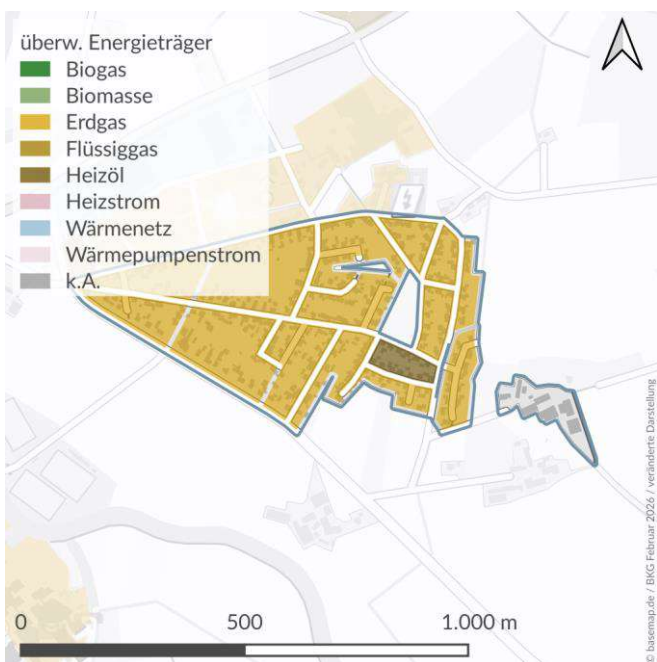 überw. Energieträger
Biogas
Biomasse
Erdgas
Flüssiggas
Heizöl
Heizstrom
Wärmenetz
Wärmepumpenstrom
k.A.
0 500 1.000 m
© basemap.de / BKG Februar 2026 / veränderte Darstellung